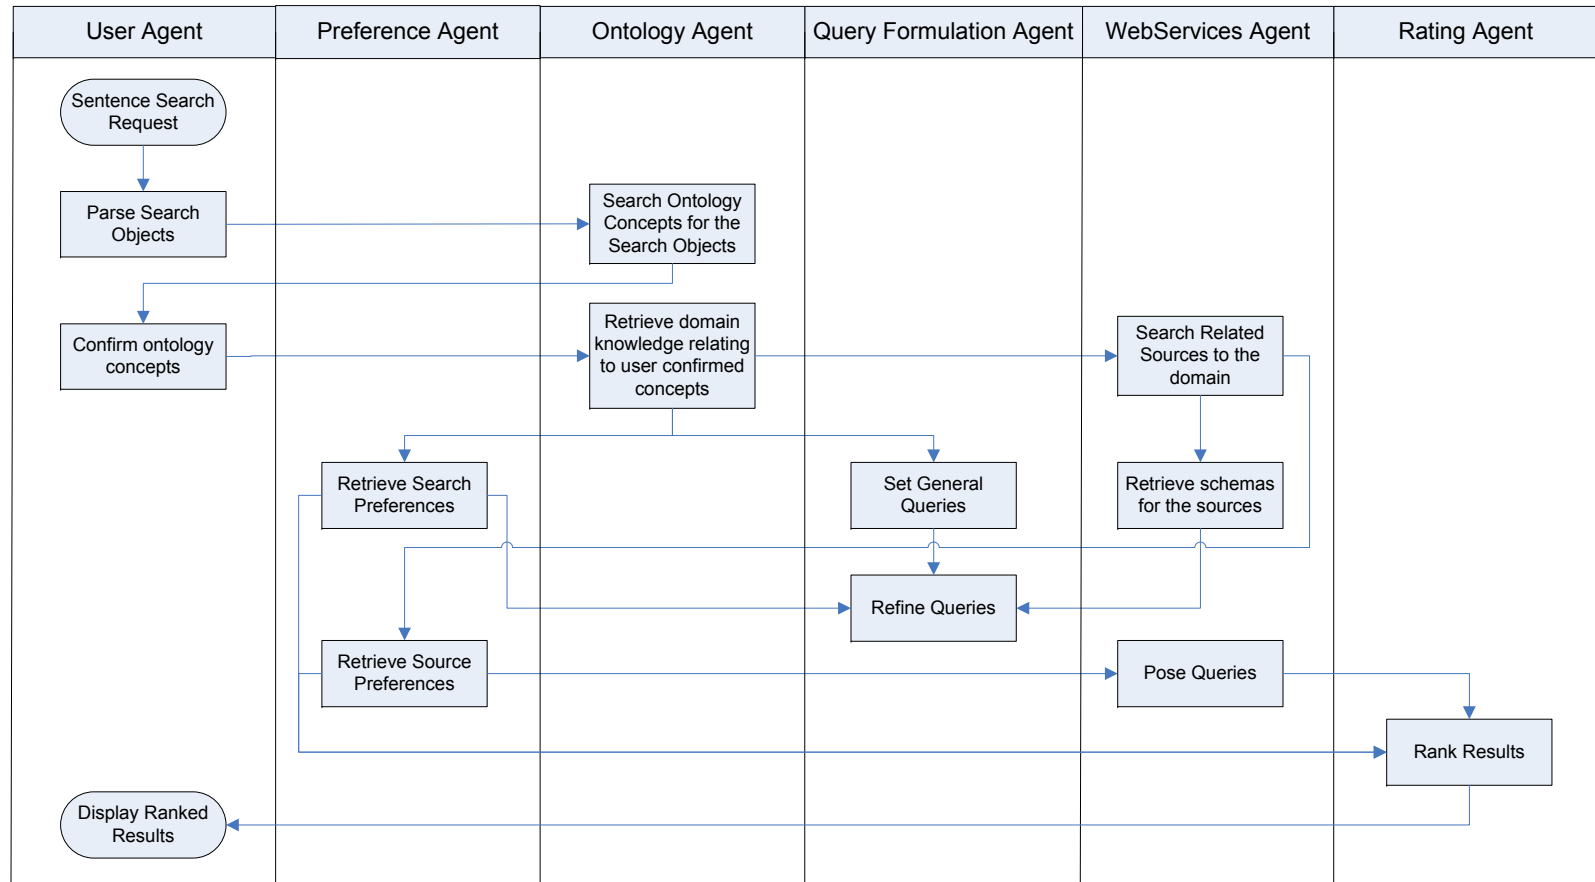 User Agent
Preference Agent
Ontology Agent
Query Formulation Agent
WebServices Agent
Rating Agent
Sentence Search
Request
Parse Search
Objects
Search Ontology
Concepts for the
Search Objects
Confirm ontology
concepts
Retrieve domain
knowledge relating
to user confirmed
concepts
Search Related
Sources to the
domain
Retrieve Search
Preferences
Set General
Queries
Retrieve schemas
for the sources
Refine Queries
Retrieve Source
Preferences
Pose Queries
Rank Results
Display Ranked
Results